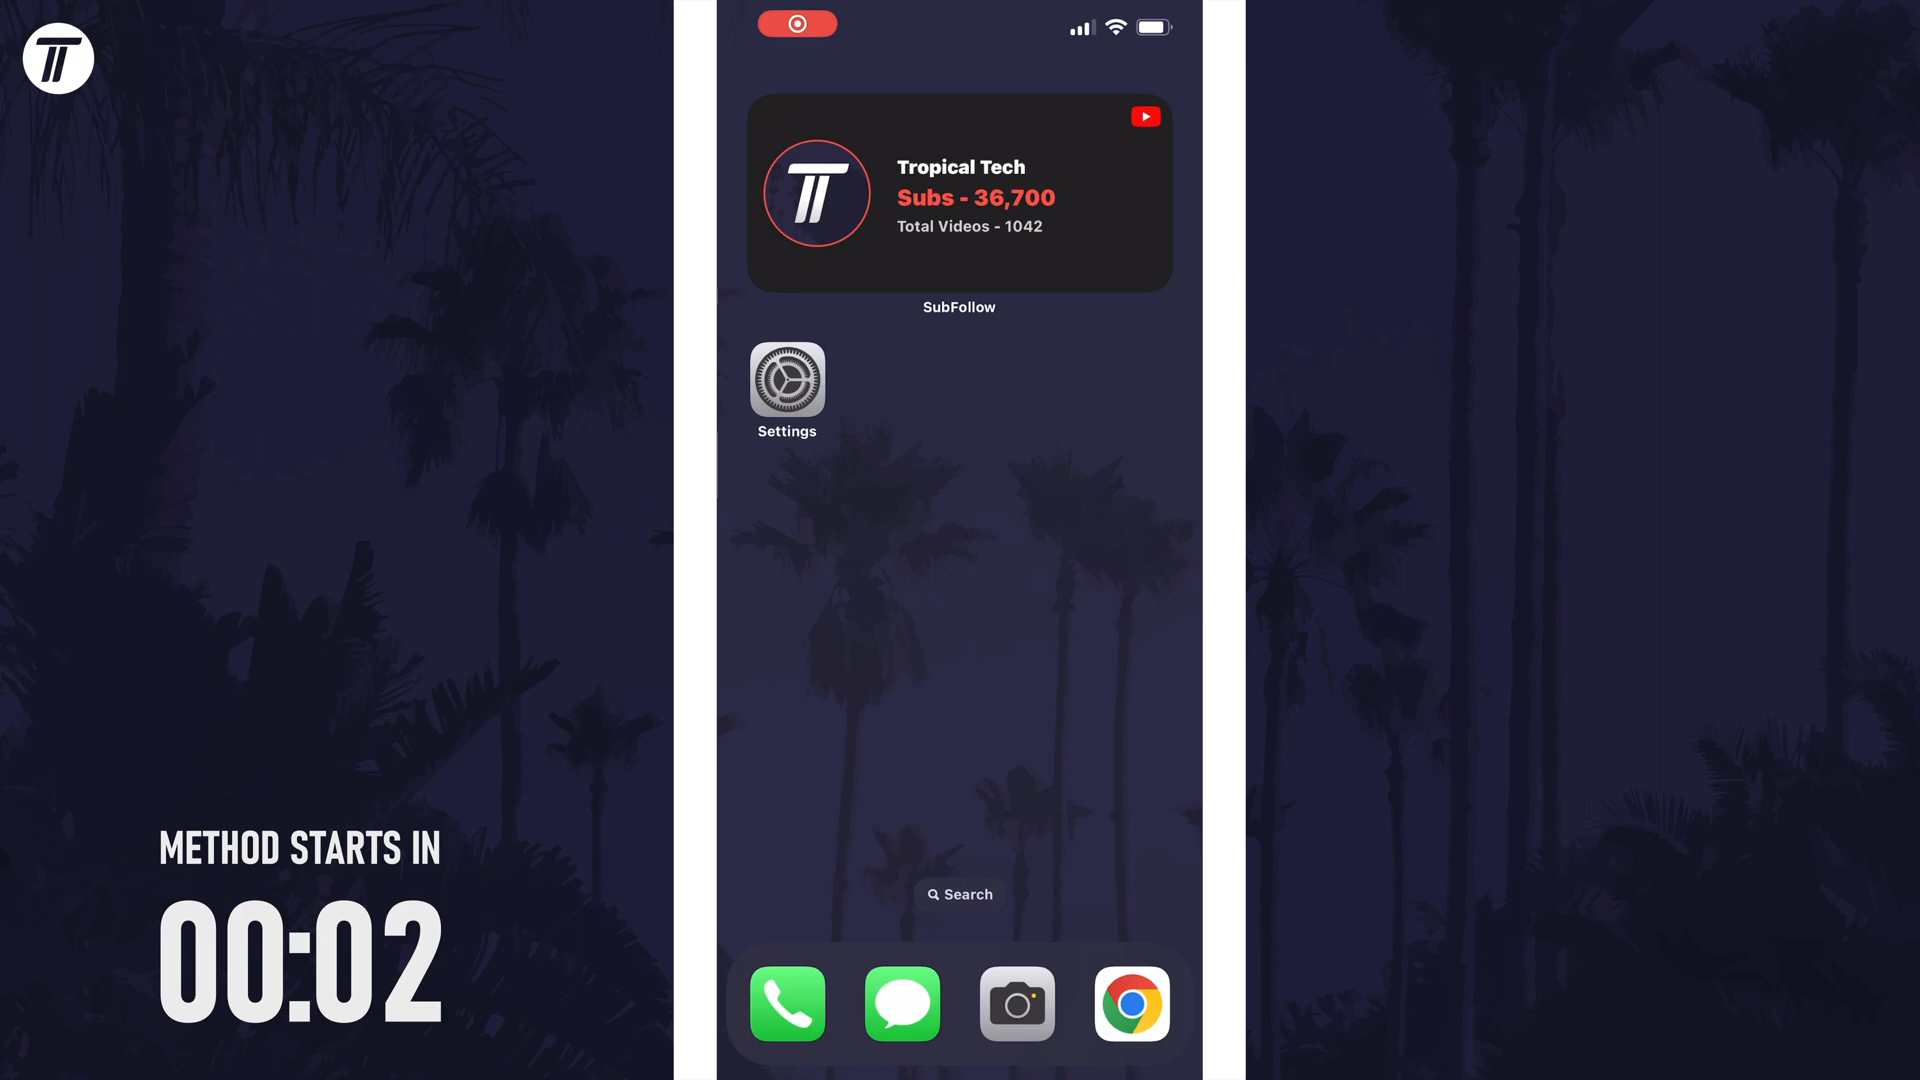 Tropical Tech
Subs - 36,700
Total Videos - 1042
SubFollow
Settings
Search
METHOD STARTS IN
00:02